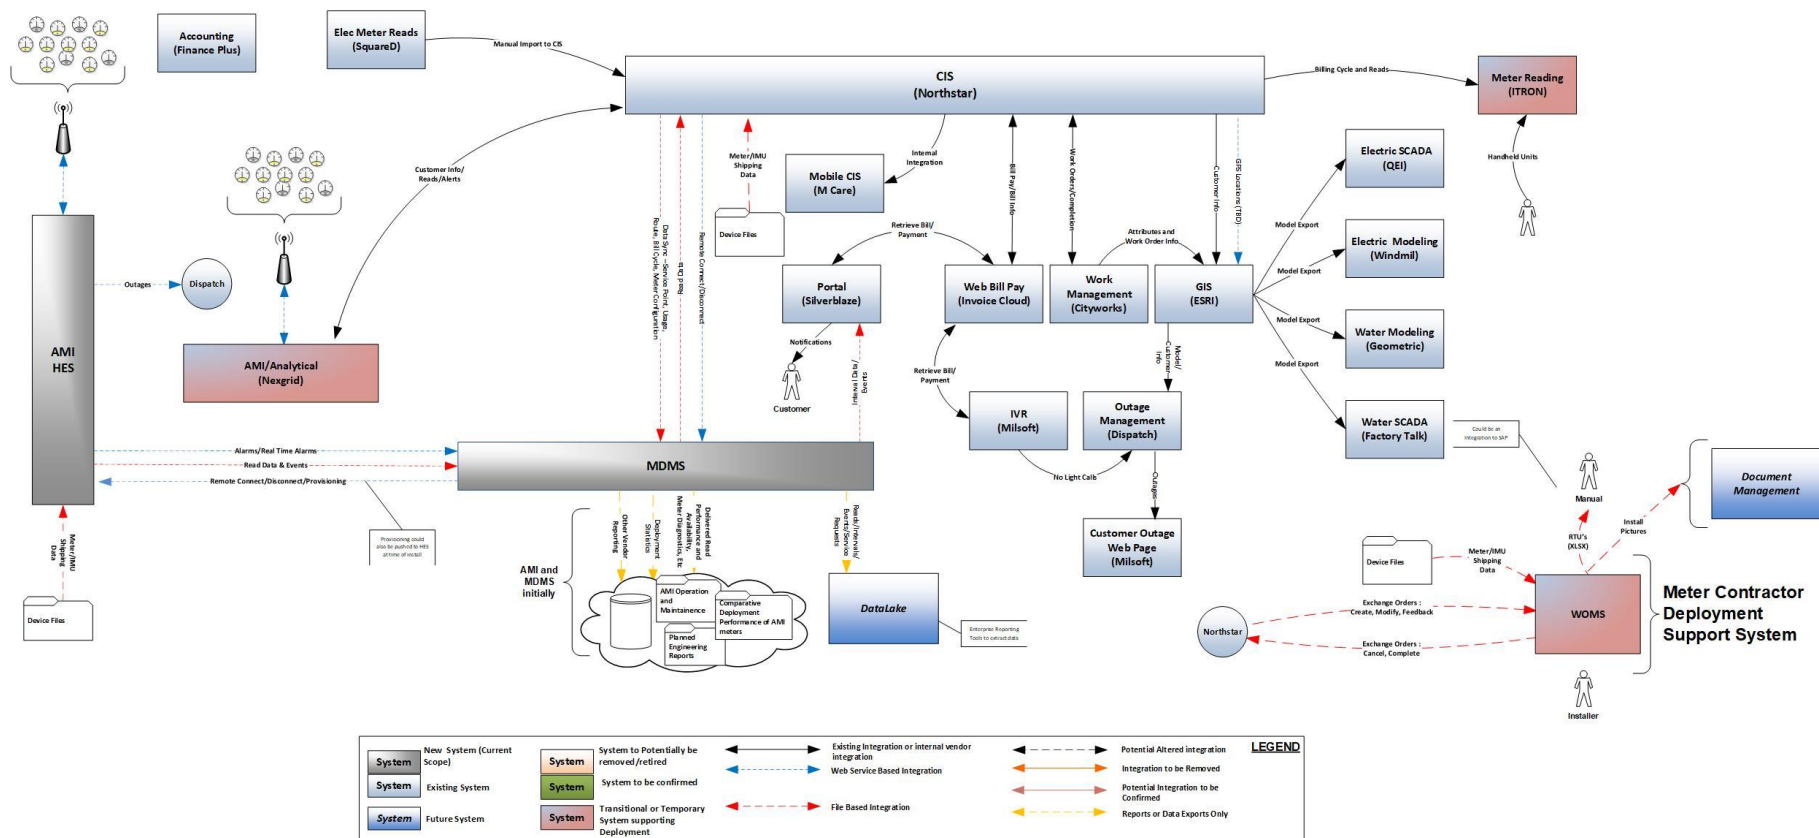 Accounting
(Finance Plus)
Elec Meter Reads
(SquareD)
Manual Import to CIS
CIS
(Northstar)
Billing Cycle and Reads
Meter Reading
(ITRON)
Handheld Units
Customer Info/
Reads/Alerts
Data Sync – Service Point, Usage,
Route, Bill Cycle, Meter Configuration
Read Data
Remote Connect/Disconnect
Meter/IMU
Shipping
Data
Device Files
Internal
Integration
Mobile CIS
(M Care)
Bill Pay/Bill Info
Work Orders/Completion
Customer Info
GPS Locations (TBD)
Retrieve Bill/
Payment
Attributes and
Work Order Info
Portal
(Silverblaze)
Web Bill Pay
(Invoice Cloud)
Work
Management
(Cityworks)
GIS
(ESRI)
Model Export
Model Export
Model Export
Model Export
Electric SCADA
(QEI)
Electric Modeling
(Windmil)
Water Modeling
(Geometric)
Water SCADA
(Factory Talk)
Could be an
Integration to SAP
AMI
HES
Outages
Dispatch
AMI/Analytical
(Nexgrid)
Notifications
Customer
Interval Data/
Events
Retrieve Bill/
Payment
Model/
Customer
Info
IVR
(Milsoft)
Outage
Management
(Dispatch)
No Light Calls
Outages
Customer Outage
Web Page
(Milsoft)
Alarms/Real Time Alarms
Read Data & Events
Remote Connect/Disconnect/Provisioning
MDMS
Provisioning could
also be pushed to HES
at time of install
Meter/IMU
Shipping
Data
Device Files
Other Vendor
Reporting
Deployment
Statistics
Delivered Read
Performance and
Availability,
Meter Diagnostics, Etc
Reads/Intervals/
Events/Service
Requests
AMI and
MDMS
initially
AMI Operation
and
Maintainence
Comparative
Deployment
Performance of AMI
meters
Planned
Engineering
Reports
DataLake
Enterprise Reporting
Tools to extract data
Manual
RTU's
(XLSX)
Install
Pictures
Document
Management
Device Files
Meter/IMU
Shipping
Data
Exchange Orders :
Create, Modify, Feedback
Northstar
Exchange Orders :
Cancel, Complete
WOMS
Meter Contractor
Deployment
Support System
Installer
LEGEND
System
New System (Current
Scope)
System
Existing System
System
Future System
System
System to Potentially be
removed/retired
System
System to be confirmed
System
Transitional or Temporary
System supporting
Deployment
Existing Integration or internal vendor
integration
Web Service Based Integration
File Based Integration
Potential Altered integration
Integration to be Removed
Potential Integration to be
Confirmed
Reports or Data Exports Only